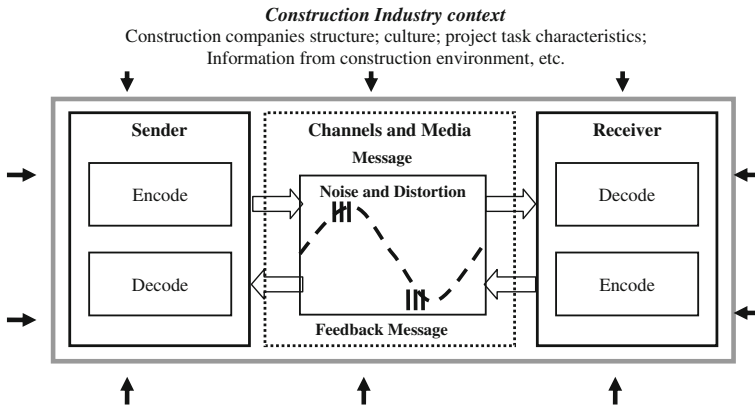 Construction Industry context
Construction companies structure; culture; project task characteristics;
Information from construction environment, etc.
Sender
Encode
Decode
Channels and Media
Message
Noise and Distortion
Feedback Message
Receiver
Decode
Encode